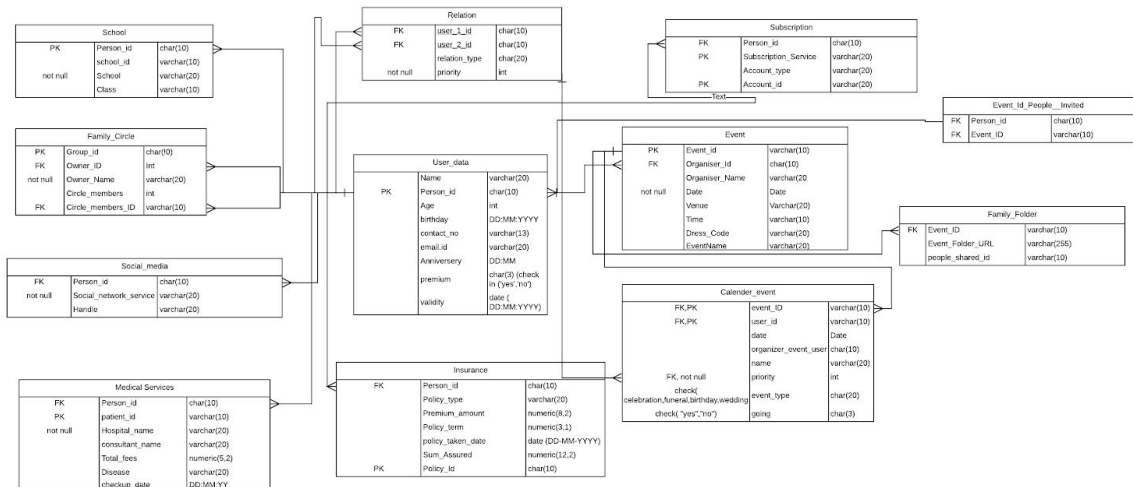 School
PK Person_id char(10)
school_id varchar(10)
not null School varchar(20)
Class varchar(10)
Relation
FK user_1_id char(10)
FK user_2_id char(10)
relation_type char(20)
not null priority int
Subscription
FK Person_id char(10)
PK Subscription_Service varchar(20)
Account_type varchar(20)
PK Account_id varchar(20)
Text
Event_Id_People__Invited
FK Person_id char(10)
FK Event_ID varchar(10)
Family_Circle
PK Group_id char(!0)
FK Owner_ID Int
not null Owner_Name varchar(20)
Circle_members int
FK Circle_members_ID varchar(10)
User_data
Name varchar(20)
PK Person_id char(10)
Age int
birthday DD:MM:YYYY
contact_no varchar(13)
email.id varchar(20)
Anniversery DD:MM
premium char(3) (check
in ('yes','no')
validity date (
DD:MM:YYYY)
Event
PK Event_id varchar(10)
FK Organiser_Id char(10)
Organiser_Name varchar(20
not null Date Date
Venue Varchar(20)
Time varchar(10)
Dress_Code varchar(20)
EventName varchar(20)
Family_Folder
FK Event_ID varchar(10)
Event_Folder_URL varchar(255)
people_shared_id varchar(10)
Social_media
FK Person_id char(10)
not null Social_network_service varchar(20)
Handle varchar(20)
Calender_event
FK,PK event_ID varchar(10)
FK,PK user_id varchar(10)
date Date
organizer_event_user char(10)
name varchar(20)
FK, not null priority int
check(
celebration,funeral,birthday,wedding event_type char(20)
check( "yes","no") going char(3)
Medical Services
FK Person_id char(10)
PK patient_id varchar(10)
not null Hospital_name varchar(20)
consultant_name varchar(20)
Total_fees numeric(5,2)
Disease varchar(20)
checkup_date DD:MM:YY
Insurance
FK Person_id char(10)
Policy_type varchar(20)
Premium_amount numeric(8,2)
Policy_term numeric(3,1)
policy_taken_date date (DD-MM-YYYY)
Sum_Assured numeric(12,2)
PK Policy_Id char(10)